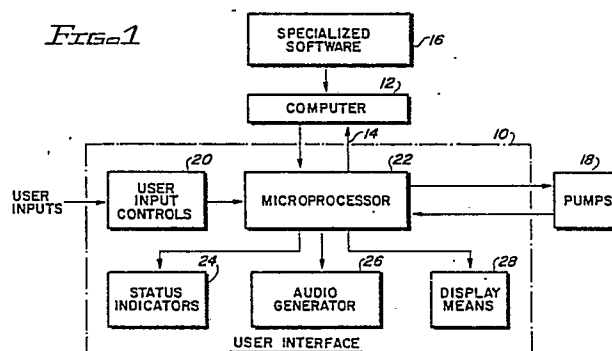 FIG. 1
SPECIALIZED
SOFTWARE
16
12
COMPUTER
14
10
20
22
18
USER
INPUTS
USER
INPUT
CONTROLS
MICROPROCESSOR
PUMPS
24
26
28
STATUS
INDICATORS
AUDIO
GENERATOR
DISPLAY
MEANS
USER INTERFACE